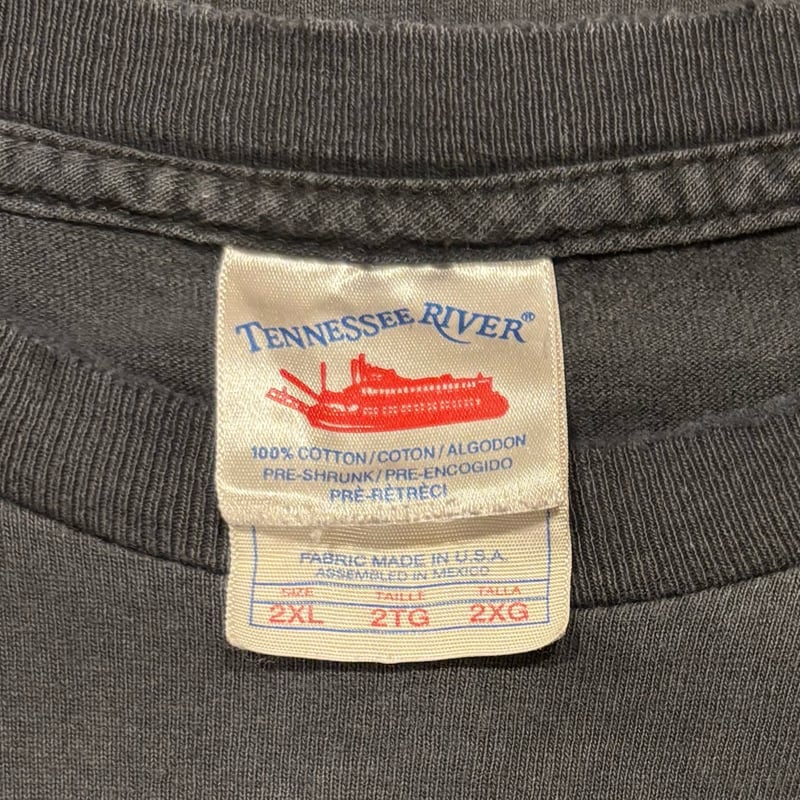 TENNESSEE RIVER®
100% COTTON/COTON/ALGODON
PRE-SHRUNK/PRE-ENCOGIDO
PRÉ-RÈTRÈCI
FABRIC MADE IN U.S.A.
ASSEMBLED IN MEXICO
SIZE TAILLE TALLA
2XL 2TG 2XG